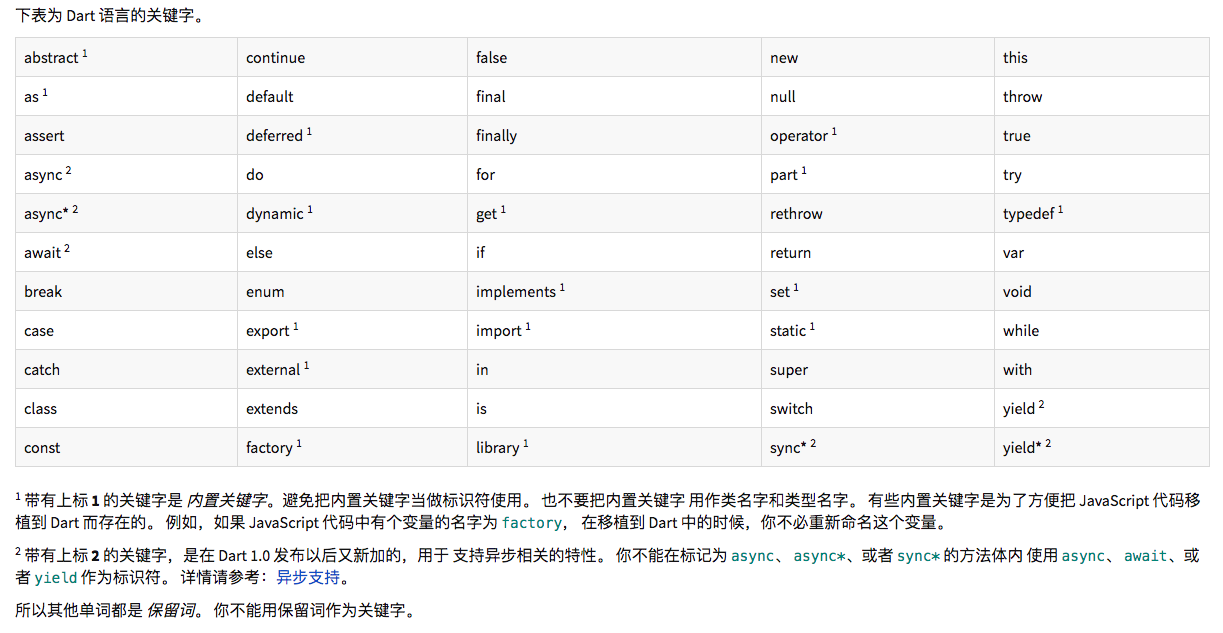 下表为 Dart 语言的关键字。
abstract 1 continue false new this
as 1 default final null throw
assert deferred 1 finally operator 1 true
async 2 do for part 1 try
async* 2 dynamic 1 get 1 rethrow typedef 1
await 2 else if return var
break enum implements 1 set 1 void
case export 1 import 1 static 1 while
catch external 1 in super with
class extends is switch yield 2
const factory 1 library 1 sync* 2 yield* 2
1 带有上标 1 的关键字是 内置关键字。避免把内置关键字当做标识符使用。 也不要把内置关键字 用作类名字和类型名字。 有些内置关键字是为了方便把 JavaScript 代码移
植到 Dart 而存在的。 例如，如果 JavaScript 代码中有个变量的名字为 factory， 在移植到 Dart 中的时候，你不必重新命名这个变量。
2 带有上标 2 的关键字，是在 Dart 1.0 发布以后又新加的，用于 支持异步相关的特性。 你不能在标记为 async、 async*、或者 sync* 的方法体内 使用 async、 await、或
者 yield 作为标识符。 详情请参考：异步支持。
所以其他单词都是 保留词。 你不能用保留词作为关键字。